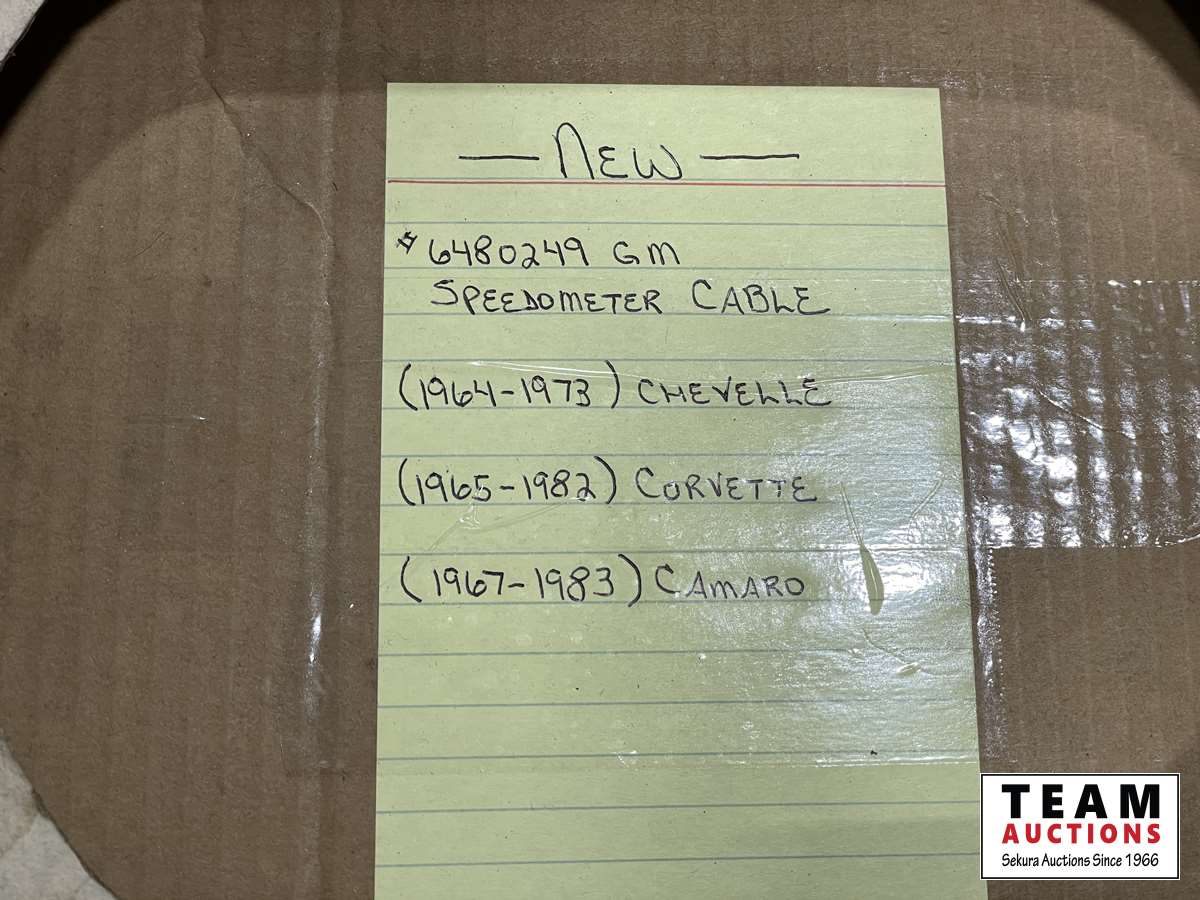 — NEW —
#6480249 GM
SPEEDOMETER CABLE
(1964-1973) CHEVELLE
(1965-1982) CORVETTE
(1967-1983) CAMARO
TEAM
AUCTIONS
Sekura Auctions Since 1966